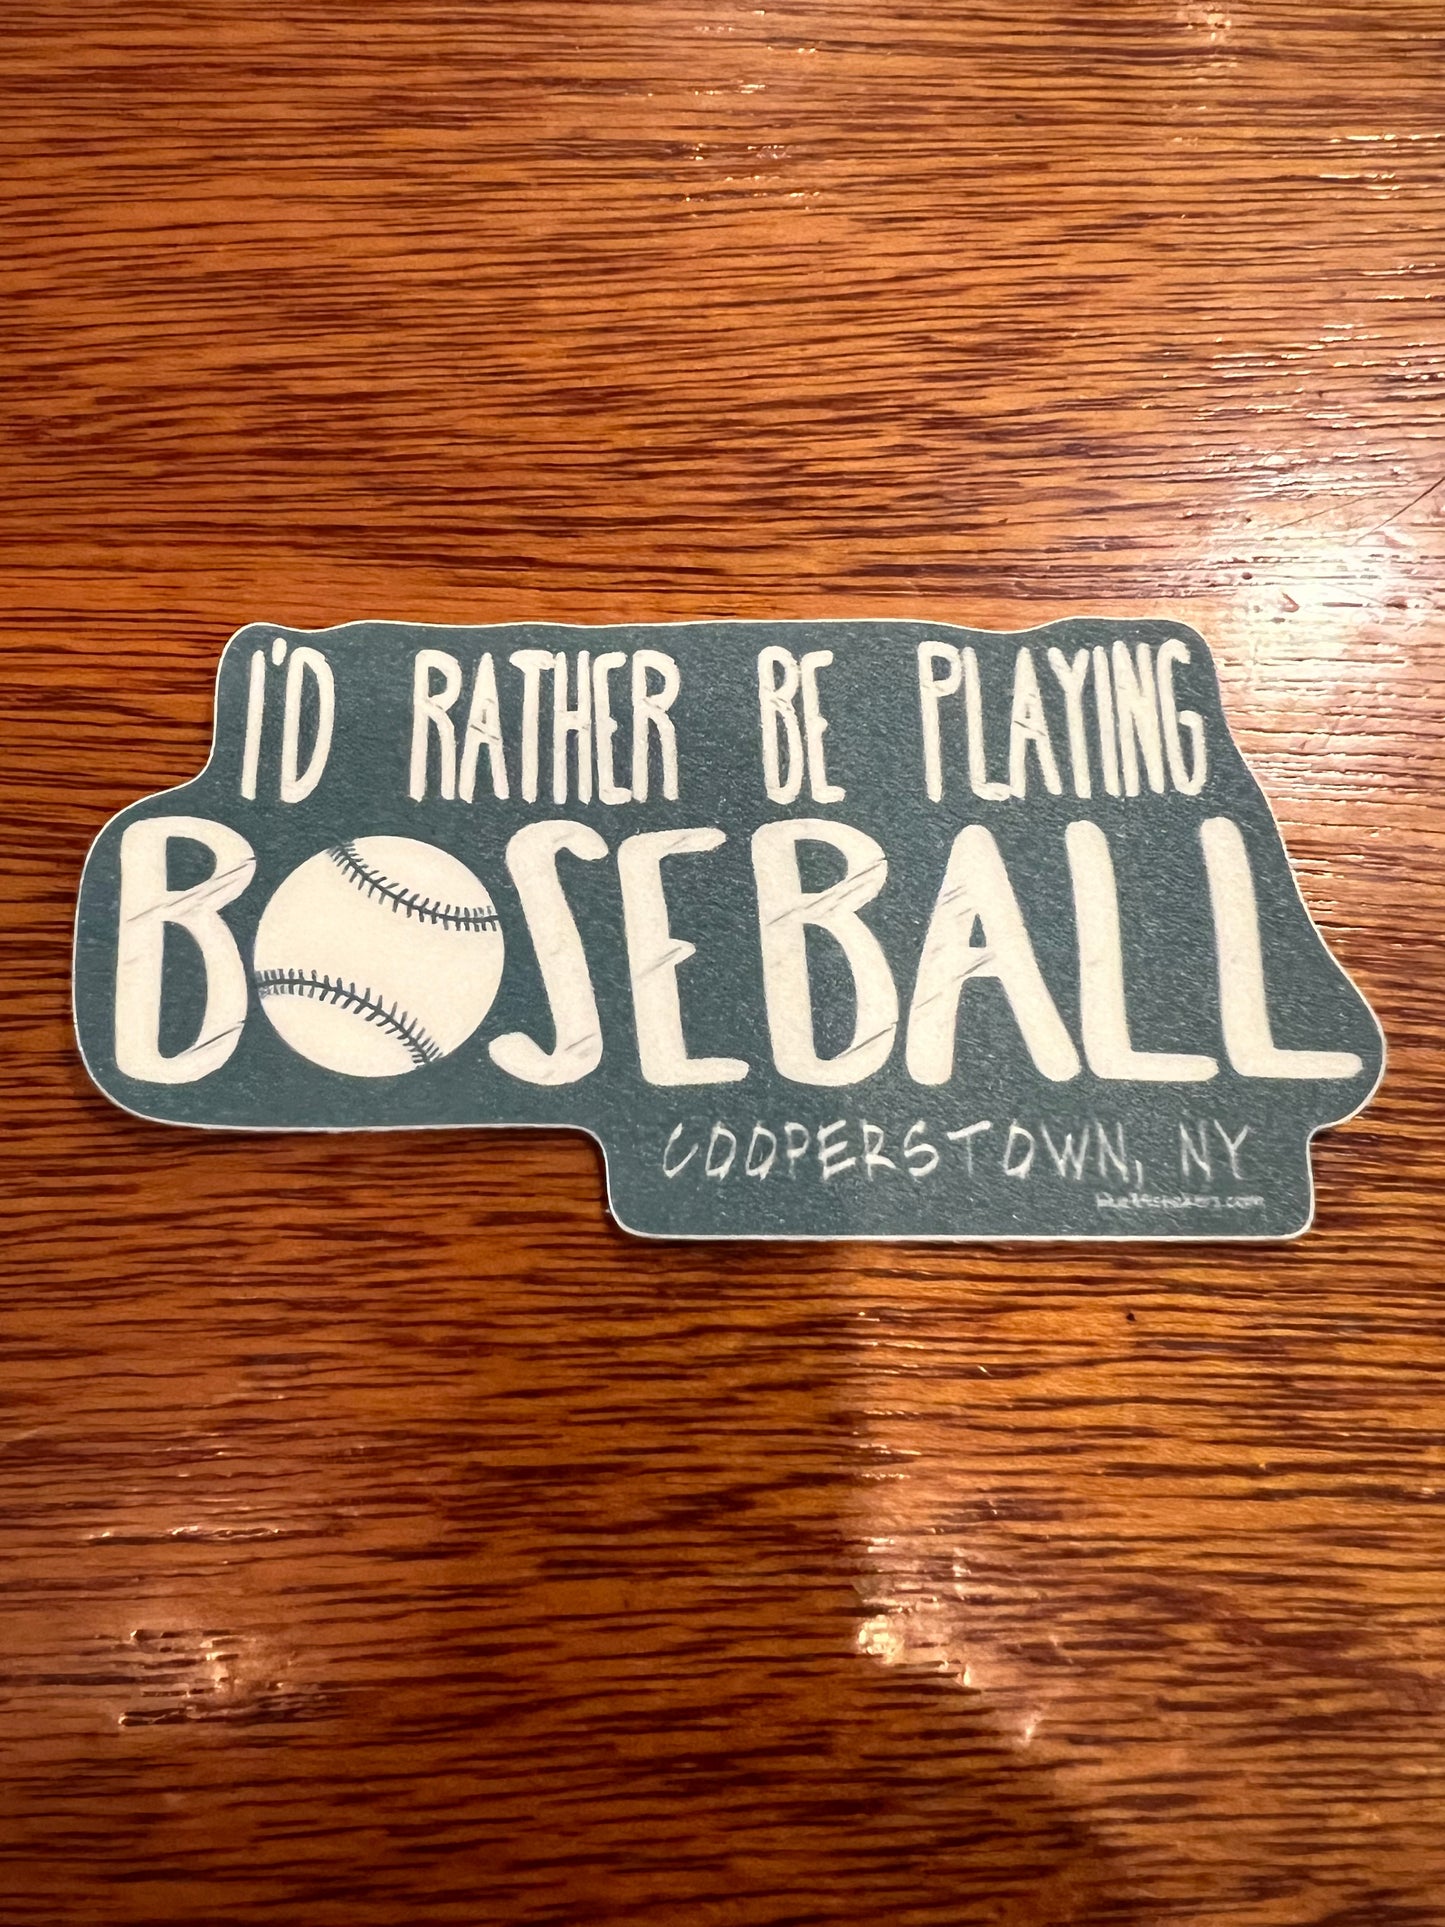 I'D RATHER BE PLAYING
BASEBALL
COOPERSTOWN, NY